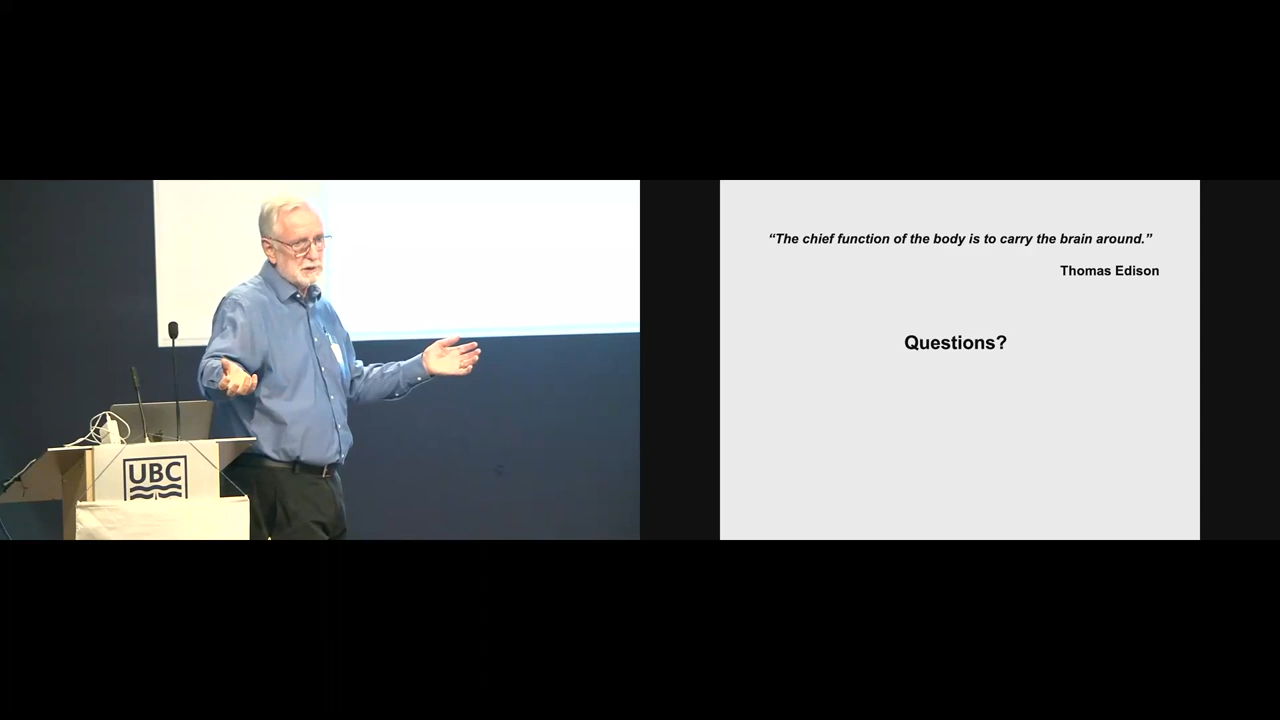 UBC
“The chief function of the body is to carry the brain around.”
Thomas Edison
Questions?